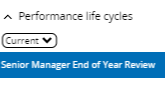 Performance life cycles
Current
Senior Manager End of Year Review